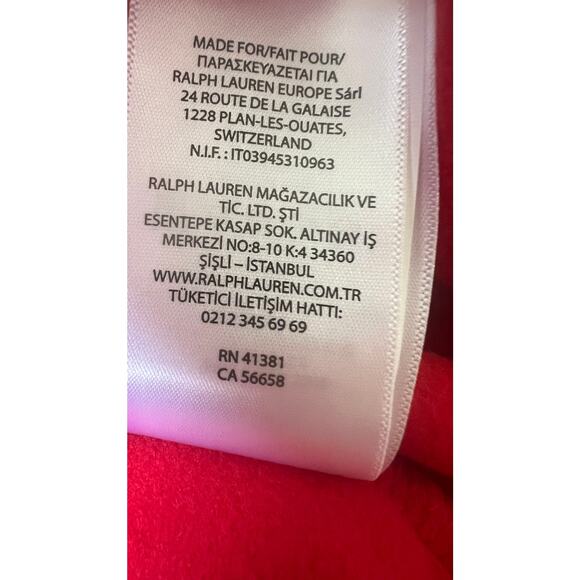 MADE FOR/FAIT POUR/
ΠΑΡΑΣΚΕΥΑΖΕΤΑΙ ΓΙΑ
RALPH LAUREN EUROPE Sárl
24 ROUTE DE LA GALAISE
1228 PLAN-LES-OUATES,
SWITZERLAND
N.I.F. : IT03945310963
RALPH LAUREN MAĞAZACILIK VE
TİC. LTD. ŞTİ
ESENTEPE KASAP SOK. ALTINAY İŞ
MERKEZİ NO:8-10 K:4 34360
ŞİŞLİ – İSTANBUL
WWW.RALPHLAUREN.COM.TR
TÜKETİCİ İLETİŞİM HATTI:
0212 345 69 69
RN 41381
CA 56658